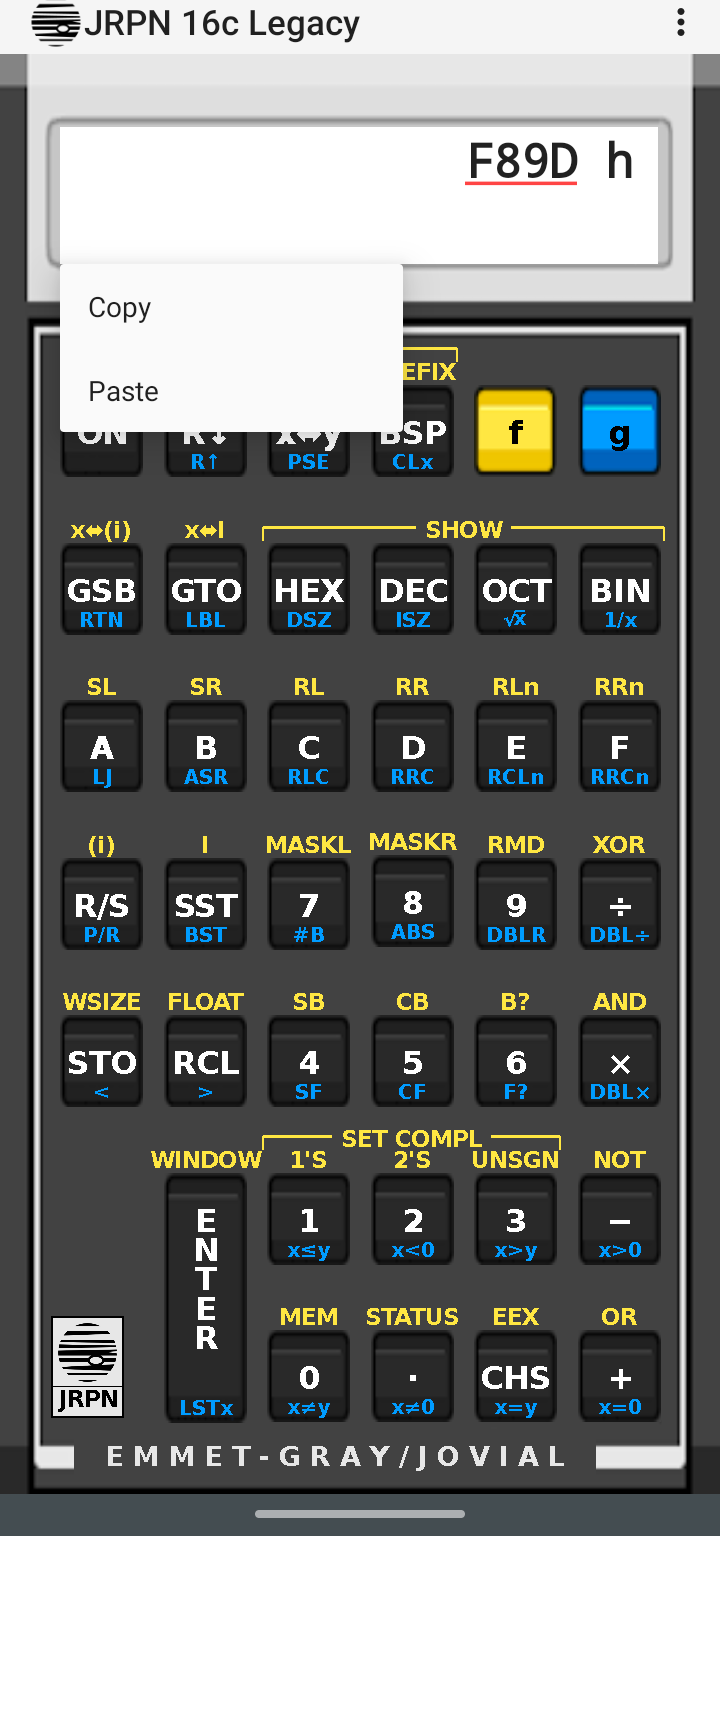 JRPN 16c Legacy
F89D h
Copy
Paste
EFIX
ON R↓ x⬌y BSP f g
R↑ PSE CLx
x⬌(i) x⬌I SHOW
GSB GTO HEX DEC OCT BIN
RTN LBL DSZ ISZ √x̅ 1/x
SL SR RL RR RLn RRn
A B C D E F
LJ ASR RLC RRC RCLn RRCn
(i) I MASKL MASKR RMD XOR
R/S SST 7 8 9 ÷
P/R BST #B ABS DBLR DBL÷
WSIZE FLOAT SB CB B? AND
STO RCL 4 5 6 ×
< > SF CF F? DBL×
SET COMPL
WINDOW 1'S 2'S UNSGN NOT
ENTER 1 2 3 −
x≤y x<0 x>y x>0
MEM STATUS EEX OR
0 · CHS +
JRPN
LSTx x≠y x≠0 x=y x=0
EMMET-GRAY/JOVIAL